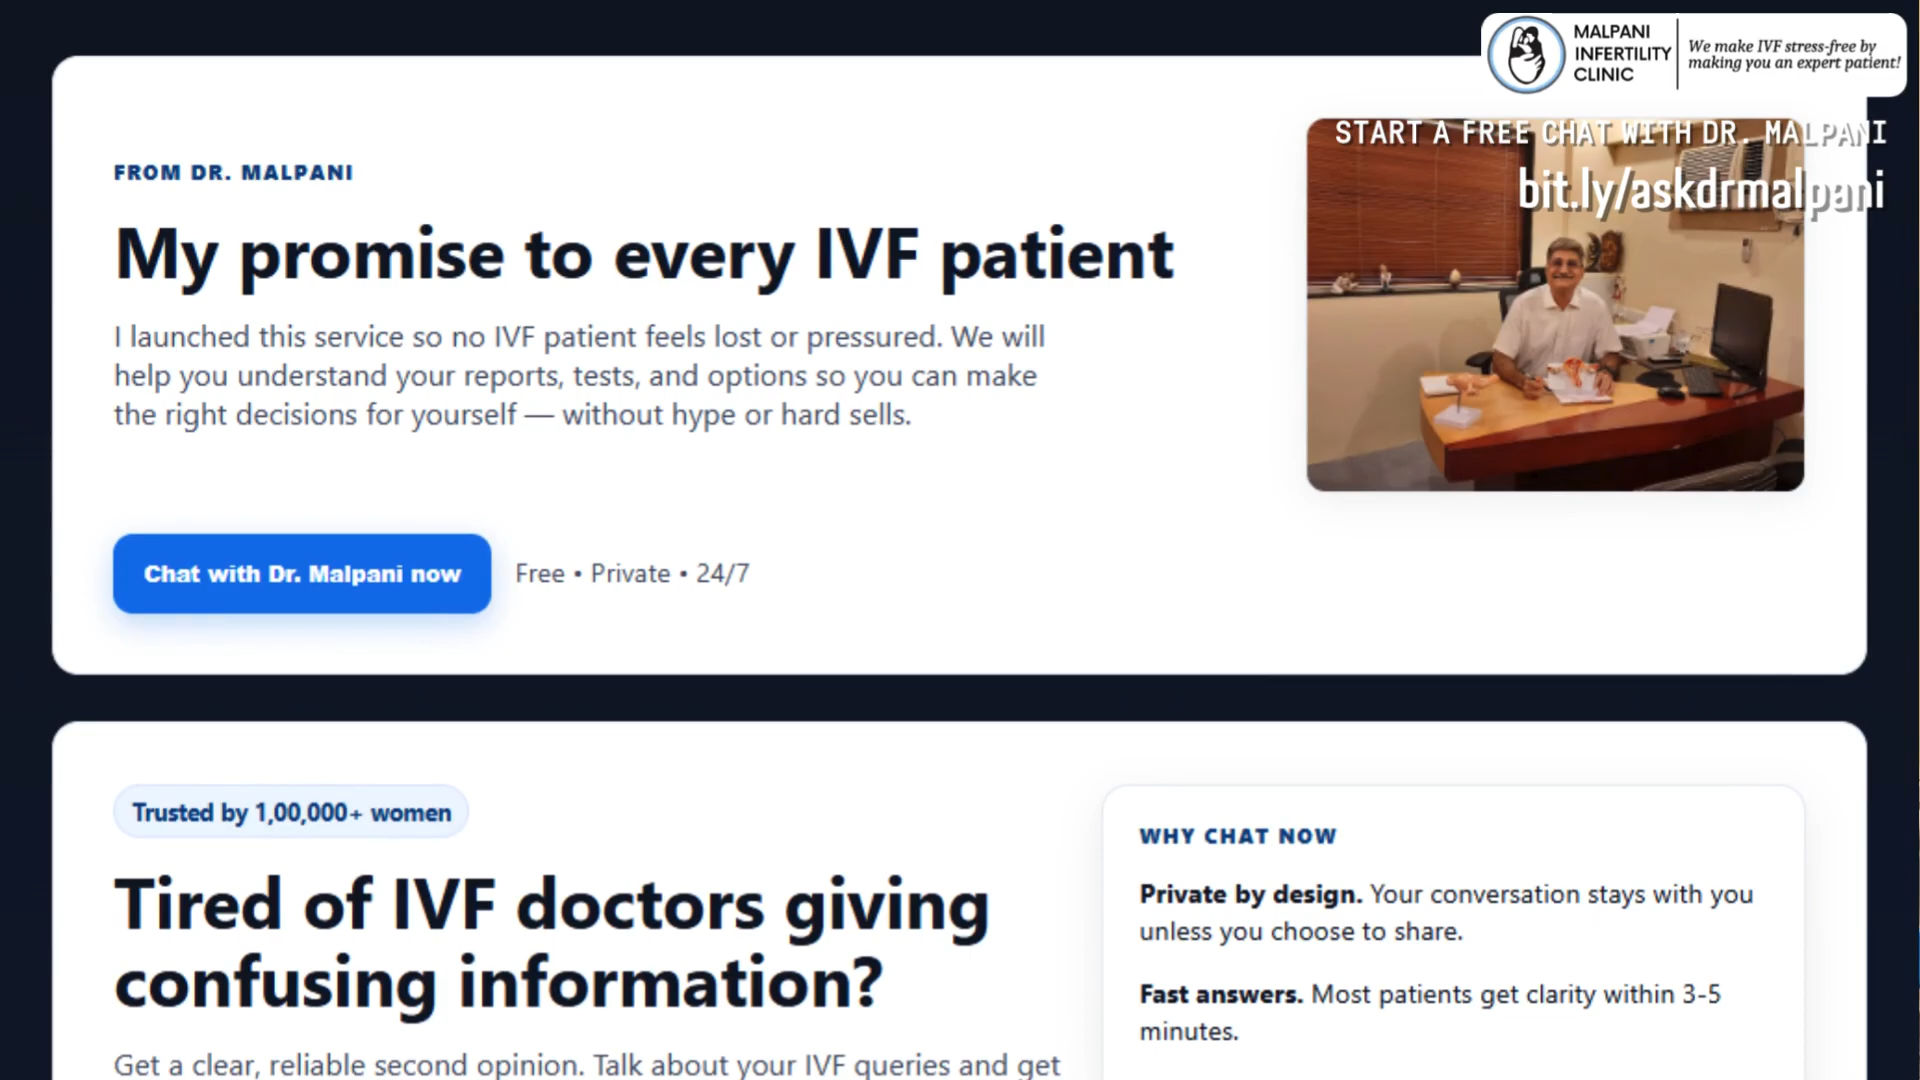 MALPANI
INFERTILITY
CLINIC
We make IVF stress-free by
making you an expert patient!
START A FREE CHAT WITH DR. MALPANI
bit.ly/askdrmalpani
FROM DR. MALPANI
My promise to every IVF patient
I launched this service so no IVF patient feels lost or pressured. We will
help you understand your reports, tests, and options so you can make
the right decisions for yourself — without hype or hard sells.
Chat with Dr. Malpani now
Free • Private • 24/7
Trusted by 1,00,000+ women
Tired of IVF doctors giving
confusing information?
Get a clear, reliable second opinion. Talk about your IVF queries and get
WHY CHAT NOW
Private by design. Your conversation stays with you
unless you choose to share.
Fast answers. Most patients get clarity within 3-5
minutes.